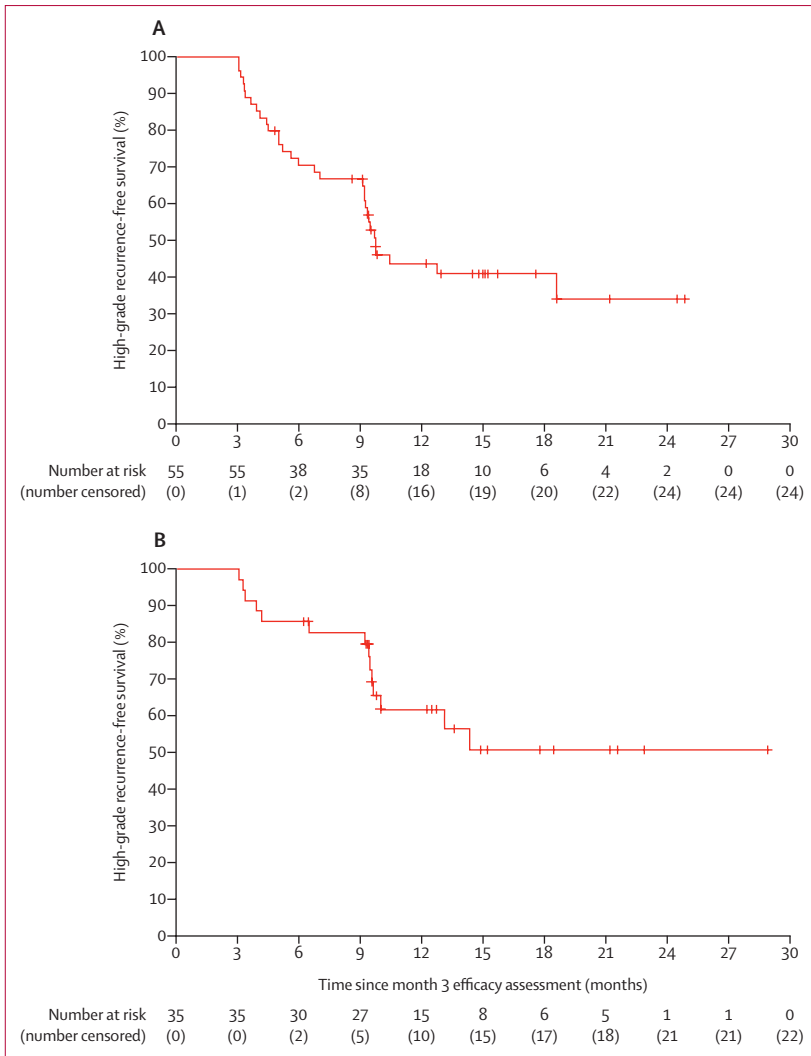 A
High-grade recurrence-free survival (%)
100
90
80
70
60
50
40
30
20
10
0
0 3 6 9 12 15 18 21 24 27 30
Number at risk 55 55 38 35 18 10 6 4 2 0 0
(number censored) (0) (1) (2) (8) (16) (19) (20) (22) (24) (24) (24)
B
High-grade recurrence-free survival (%)
100
90
80
70
60
50
40
30
20
10
0
0 3 6 9 12 15 18 21 24 27 30
Time since month 3 efficacy assessment (months)
Number at risk 35 35 30 27 15 8 6 5 1 1 0
(number censored) (0) (0) (2) (5) (10) (15) (17) (18) (21 (21) (22)